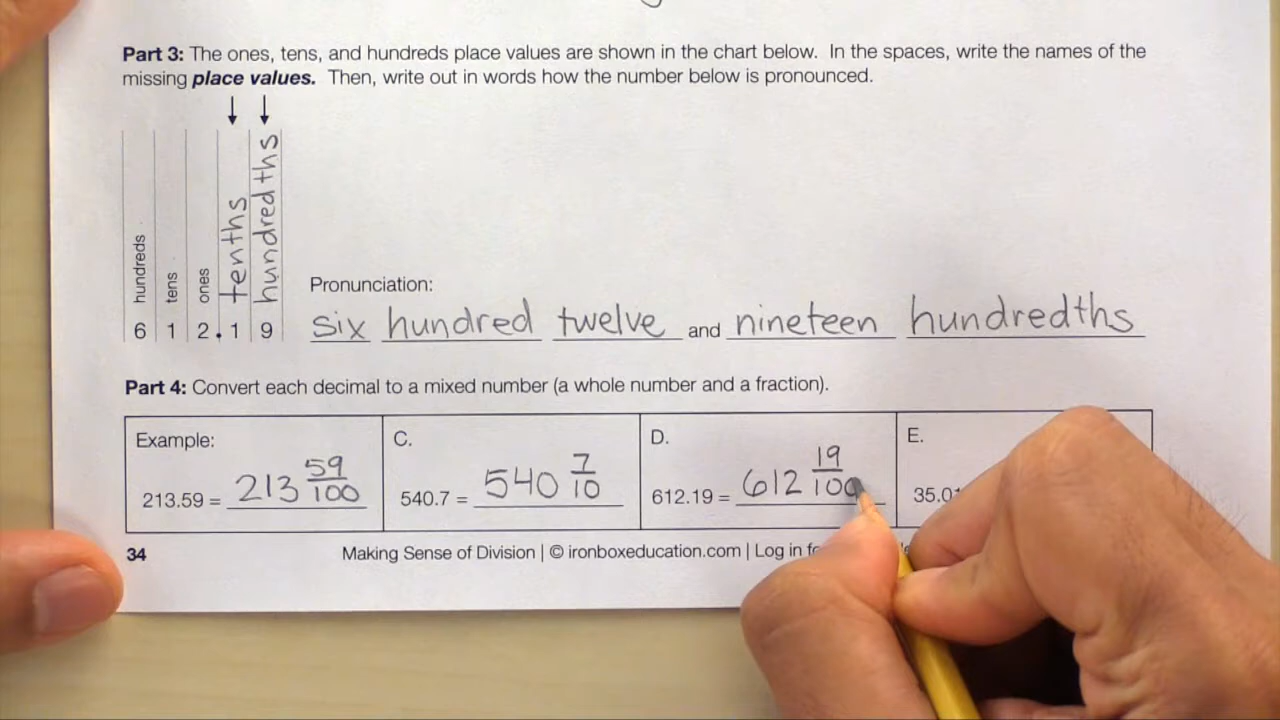 Part 3: The ones, tens, and hundreds place values are shown in the chart below. In the spaces, write the names of the
missing place values. Then, write out in words how the number below is pronounced.
hundreds tens ones tenths hundredths
6 1 2 . 1 9
Pronunciation:
six hundred twelve and nineteen hundredths
Part 4: Convert each decimal to a mixed number (a whole number and a fraction).
Example:
213.59 = 213 59/100
C.
540.7 = 540 7/10
D.
612.19 = 612 19/100
E.
35.0
34 Making Sense of Division | © ironboxeducation.com | Log in